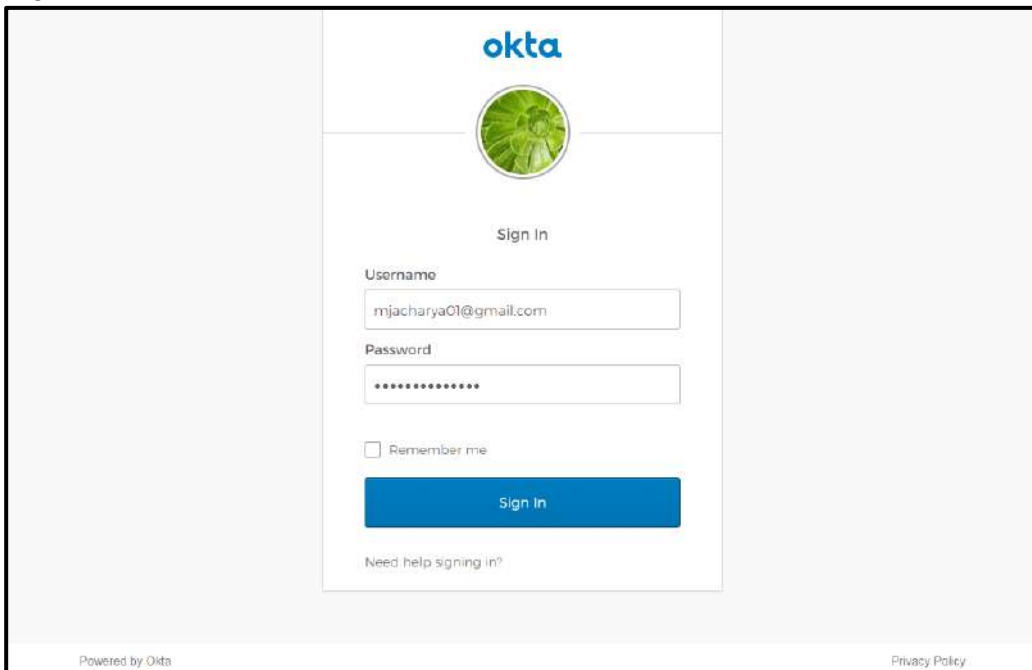 okta
Sign In
Username
mjacharya01@gmail.com
Password
••••••••••••••
Remember me
Sign In
Need help signing in?
Powered by Okta
Privacy Policy